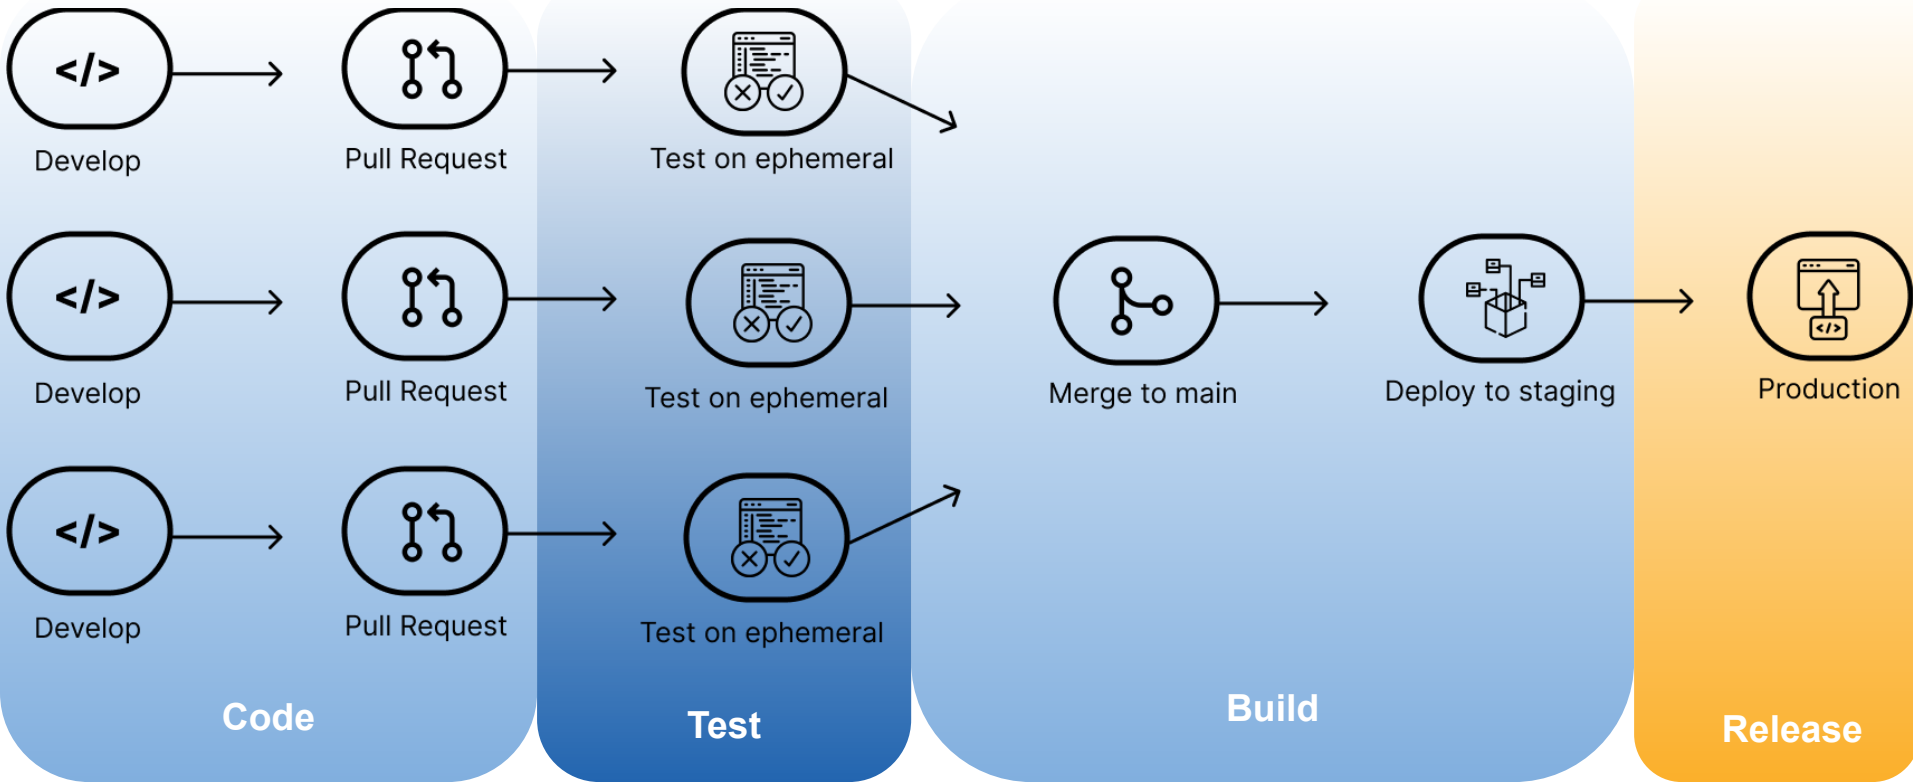 </>
Develop
Pull Request
Test on ephemeral
</>
Develop
Pull Request
Test on ephemeral
Merge to main
Deploy to staging
</>
Production
</>
Develop
Pull Request
Test on ephemeral
Code
Test
Build
Release